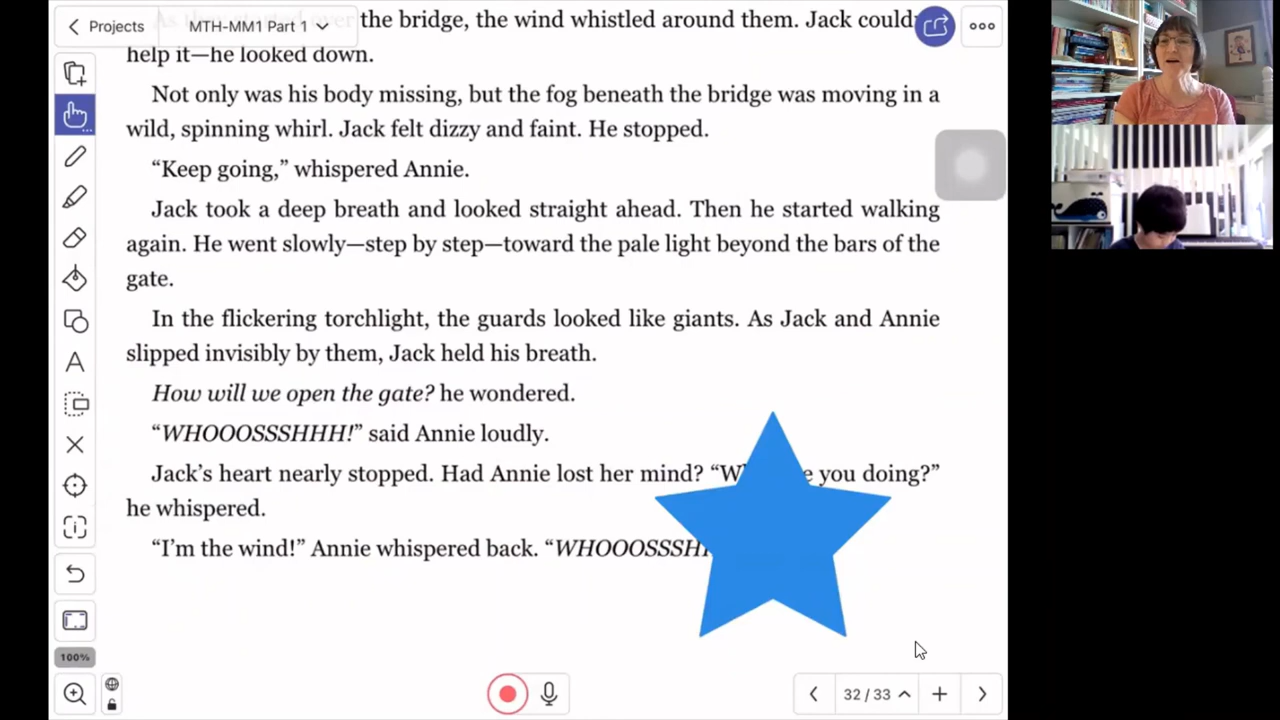 Projects
MTH-MM1 Part 1
the bridge, the wind whistled around them. Jack could
help it—he looked down.
Not only was his body missing, but the fog beneath the bridge was moving in a
wild, spinning whirl. Jack felt dizzy and faint. He stopped.
“Keep going,” whispered Annie.
Jack took a deep breath and looked straight ahead. Then he started walking
again. He went slowly—step by step—toward the pale light beyond the bars of the
gate.
In the flickering torchlight, the guards looked like giants. As Jack and Annie
slipped invisibly by them, Jack held his breath.
How will we open the gate? he wondered.
“WHOOOSSSHHH!” said Annie loudly.
Jack’s heart nearly stopped. Had Annie lost her mind? “W e you doing?”
he whispered.
“I’m the wind!” Annie whispered back. “WHOOOSSSH
100%
32 / 33